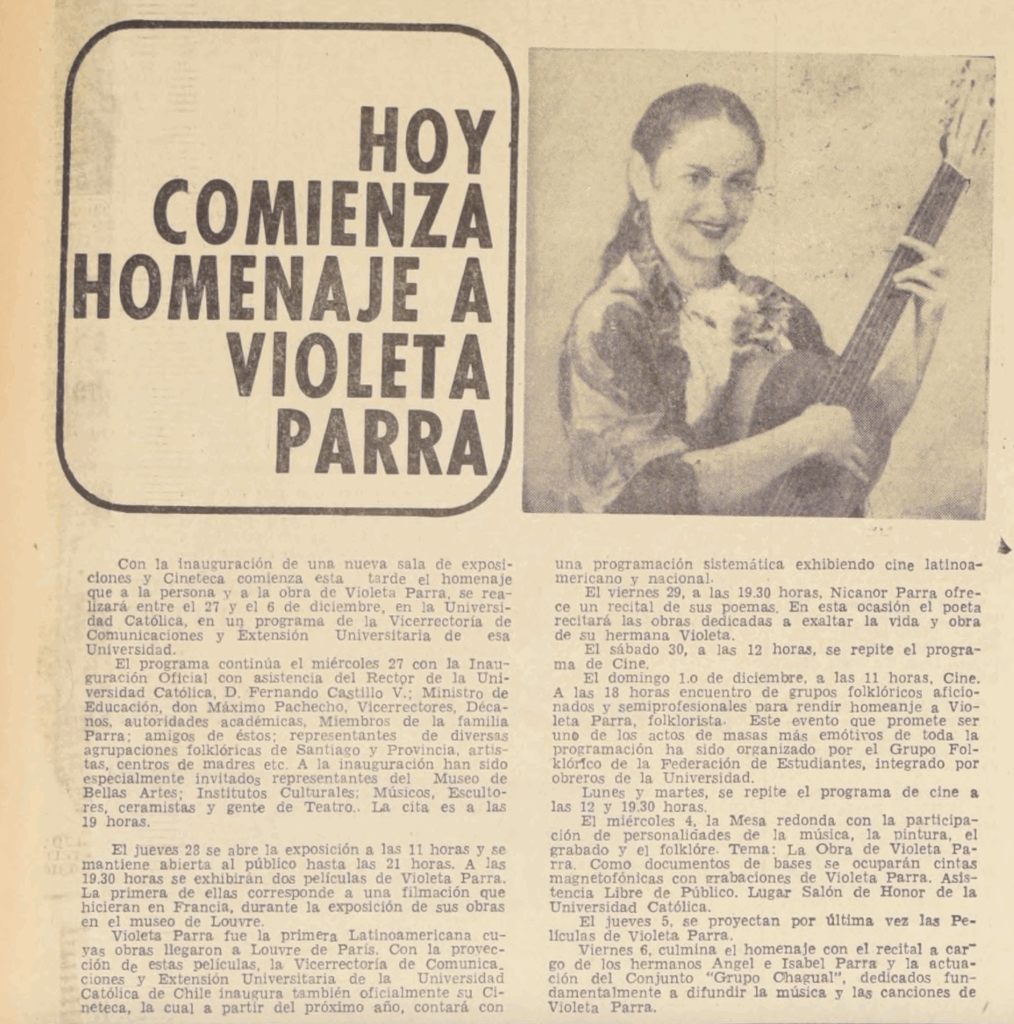 HOY
COMIENZA
HOMENAJE A
VIOLETA
PARRA
Con la inauguración de una nueva sala de exposi-
ciones y Cineteca comienza esta tarde el homenaje
que a la persona y a la obra de Violeta Parra, se rea-
lizará entre el 27 y el 6 de diciembre, en la Universi-
dad Católica, en un programa de la Vicerrectoría de
Comunicaciones y Extensión Universitaria de esa
Universidad.
El programa continúa el miércoles 27 con la Inau-
guración Oficial con asistencia del Rector de la Uni-
versidad Católica, D. Fernando Castillo V.; Ministro de
Educación, don Máximo Pachecho, Vicerrectores, Déca-
nos, autoridades académicas, Miembros de la familia
Parra; amigos de éstos; representantes de diversas
agrupaciones folklóricas de Santiago y Provincia, artis-
tas, centros de madres etc. A la inauguración han sido
especialmente invitados representantes del Museo de
Bellas Artes; Institutos Culturales; Músicos, Esculto-
res, ceramistas y gente de Teatro.. La cita es a las
19 horas.
El jueves 28 se abre la exposición a las 11 horas y se
mantiene abierta al público hasta las 21 horas. A las
19.30 horas se exhibirán dos películas de Violeta Parra.
La primera de ellas corresponde a una filmación que
hicieran en Francia, durante la exposición de sus obras
en el museo de Louvre.
Violeta Parra fue la primera Latinoamericana cu-
yas obras llegaron a Louvre de París. Con la proyec-
ción de estas películas, la Vicerrectoría de Comunica_
ciones y Extensión Universitaria de la Universidad
Católica de Chile inaugura también oficialmente su Ci-
neteca, la cual a partir del próximo año, contará con
una programación sistemática exhibiendo cine latinoa-
mericano y nacional.
El viernes 29, a las 19.30 horas, Nicanor Parra ofre-
ce un recital de sus poemas. En esta ocasión el poeta
recitará las obras dedicadas a exaltar la vida y obra
de su hermana Violeta.
El sábado 30, a las 12 horas, se repite el progra-
ma de Cine.
El domingo 1.o de diciembre, a las 11 horas, Cine.
A las 18 horas encuentro de grupos folklóricos aficio-
nados y semiprofesionales para rendir homeanje a Vio-
leta Parra, folklorista. Este evento que promete ser
uno de los actos de masas más emótivos de toda la
programación ha sido organizado por el Grupo Fol-
klórico de la Federación de Estudiantes, integrado por
obreros de la Universidad.
Lunes y martes, se repite el programa de cine a
las 12 y 19.30 horas.
El miércoles 4, la Mesa redonda con la participa-
ción de personalidades de la música, la pintura, el
grabado y el folklóre. Tema: La Obra de Violeta Pa-
rra. Como documentos de bases se ocuparán cintas
magnetofónicas con grabaciones de Violeta Parra. Asis-
tencia Libre de Público. Lugar Salón de Honor de la
Universidad Católica.
El jueves 5, se proyectan por última vez las Pe-
lículas de Violeta Parra.
Viernes 6, culmina el homenaje con el recital a car-
go de los hermanos Angel e Isabel Parra y la actua-
ción del Conjunto "Grupo Chagual", dedicados fun-
damentalmente a difundir la música y las canciones de
Violeta Parra.